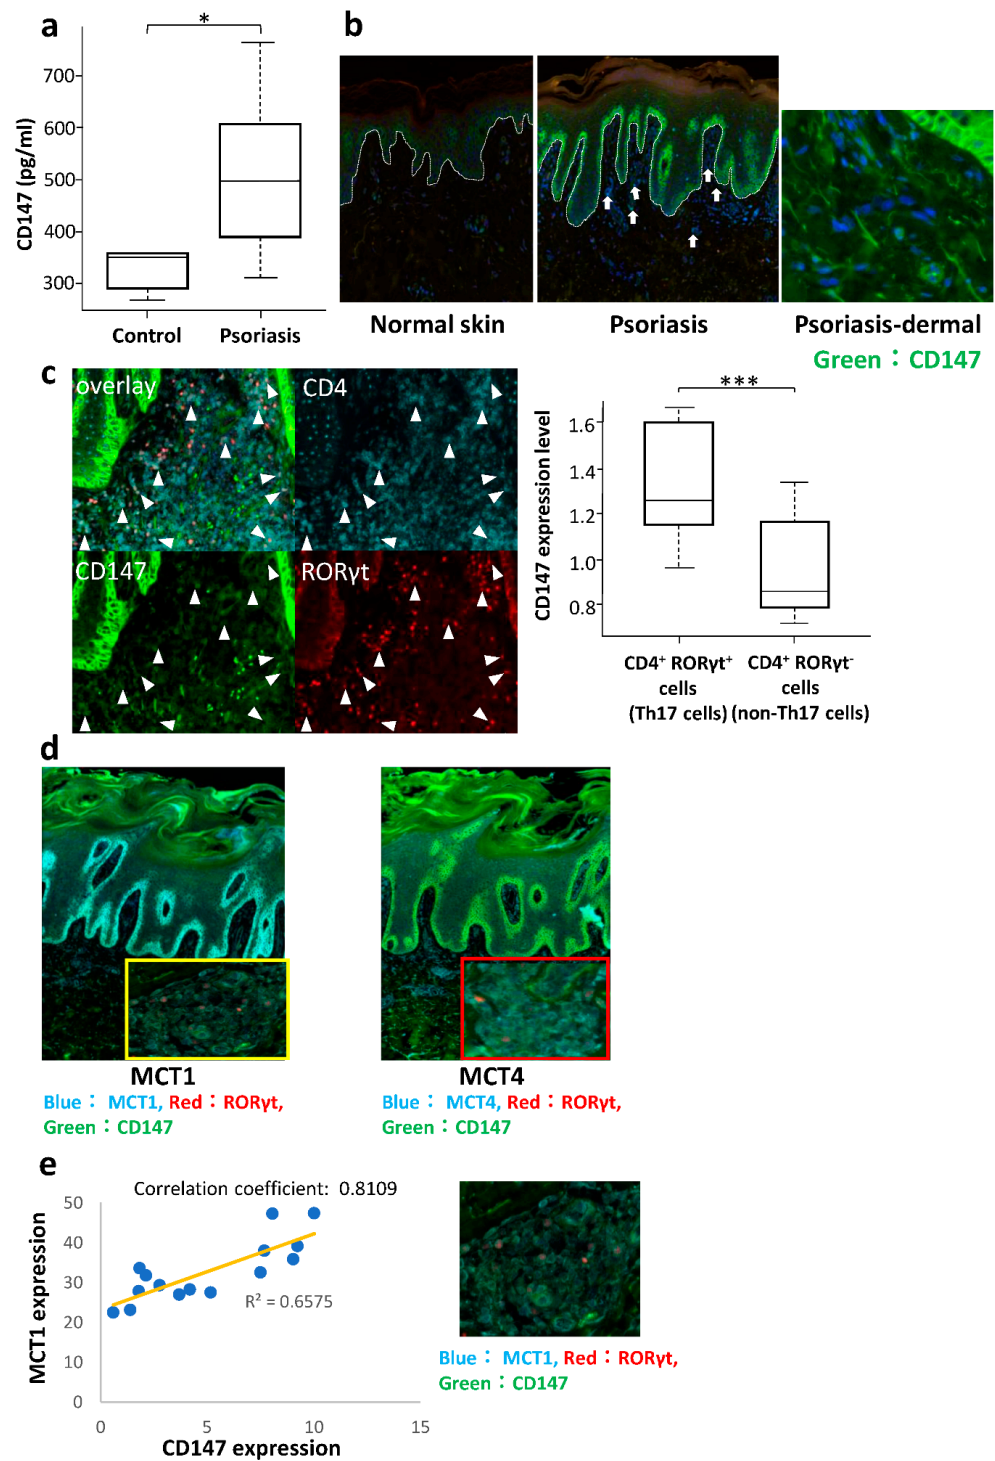 a
*
CD147 (pg/ml)
700
600
500
400
300
Control
Psoriasis
b
Normal skin
Psoriasis
Psoriasis-dermal
Green：CD147
c
overlay
CD4
CD147
RORγt
***
CD147 expression level
1.6
1.4
1.2
1.0
0.8
CD4⁺ RORγt⁺
cells
(Th17 cells)
CD4⁺ RORγt⁻
cells
(non-Th17 cells)
d
MCT1
Blue： MCT1, Red：RORγt,
Green：CD147
MCT4
Blue： MCT4, Red：RORγt,
Green：CD147
e
Correlation coefficient: 0.8109
MCT1 expression
50
40
30
20
10
0
R² = 0.6575
0
5
10
15
CD147 expression
Blue： MCT1, Red：RORγt,
Green：CD147